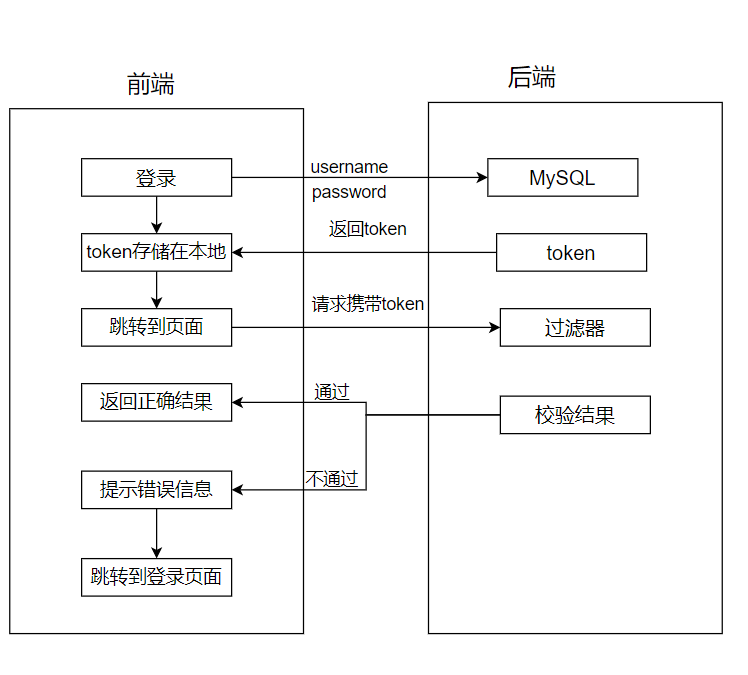 前端
后端
登录
username
password
MySQL
token存储在本地
返回token
token
跳转到页面
请求携带token
过滤器
返回正确结果
通过
校验结果
提示错误信息
不通过
跳转到登录页面